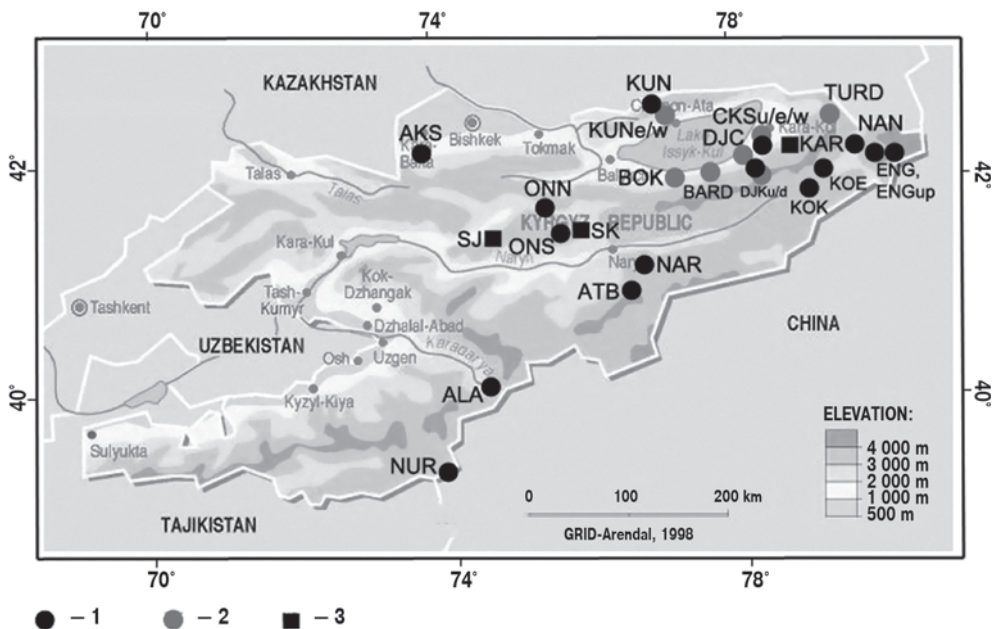 70° 74° 78°
KAZAKHSTAN
KUN
TURD
Bishkek
CKSu/e/w
NAN
AKS
KUNe/w
DJC
KAR
42°
Tokmak
Issyk-Kul
42°
Talas
Talas
BOK
BARD
DJKu/d
KOE
ENG,
ENGup
ONN
KOK
KYRGYZ REPUBLIC
SJ
ONS
SK
Kara-Kul
Naryn
NAR
Kok-
Dzhangak
ATB
Tash-
Kumyr
Tashkent
Dzhalal-Abad
CHINA
UZBEKISTAN
Uzgen
Karadarya
Osh
40°
ALA
40°
Kyzyl-Kiya
ELEVATION:
Sulyukta
4 000 m
3 000 m
2 000 m
1 000 m
500 m
NUR
0 100 200 km
TAJIKISTAN
GRID-Arendal, 1998
70° 74° 78°
– 1 – 2 – 3